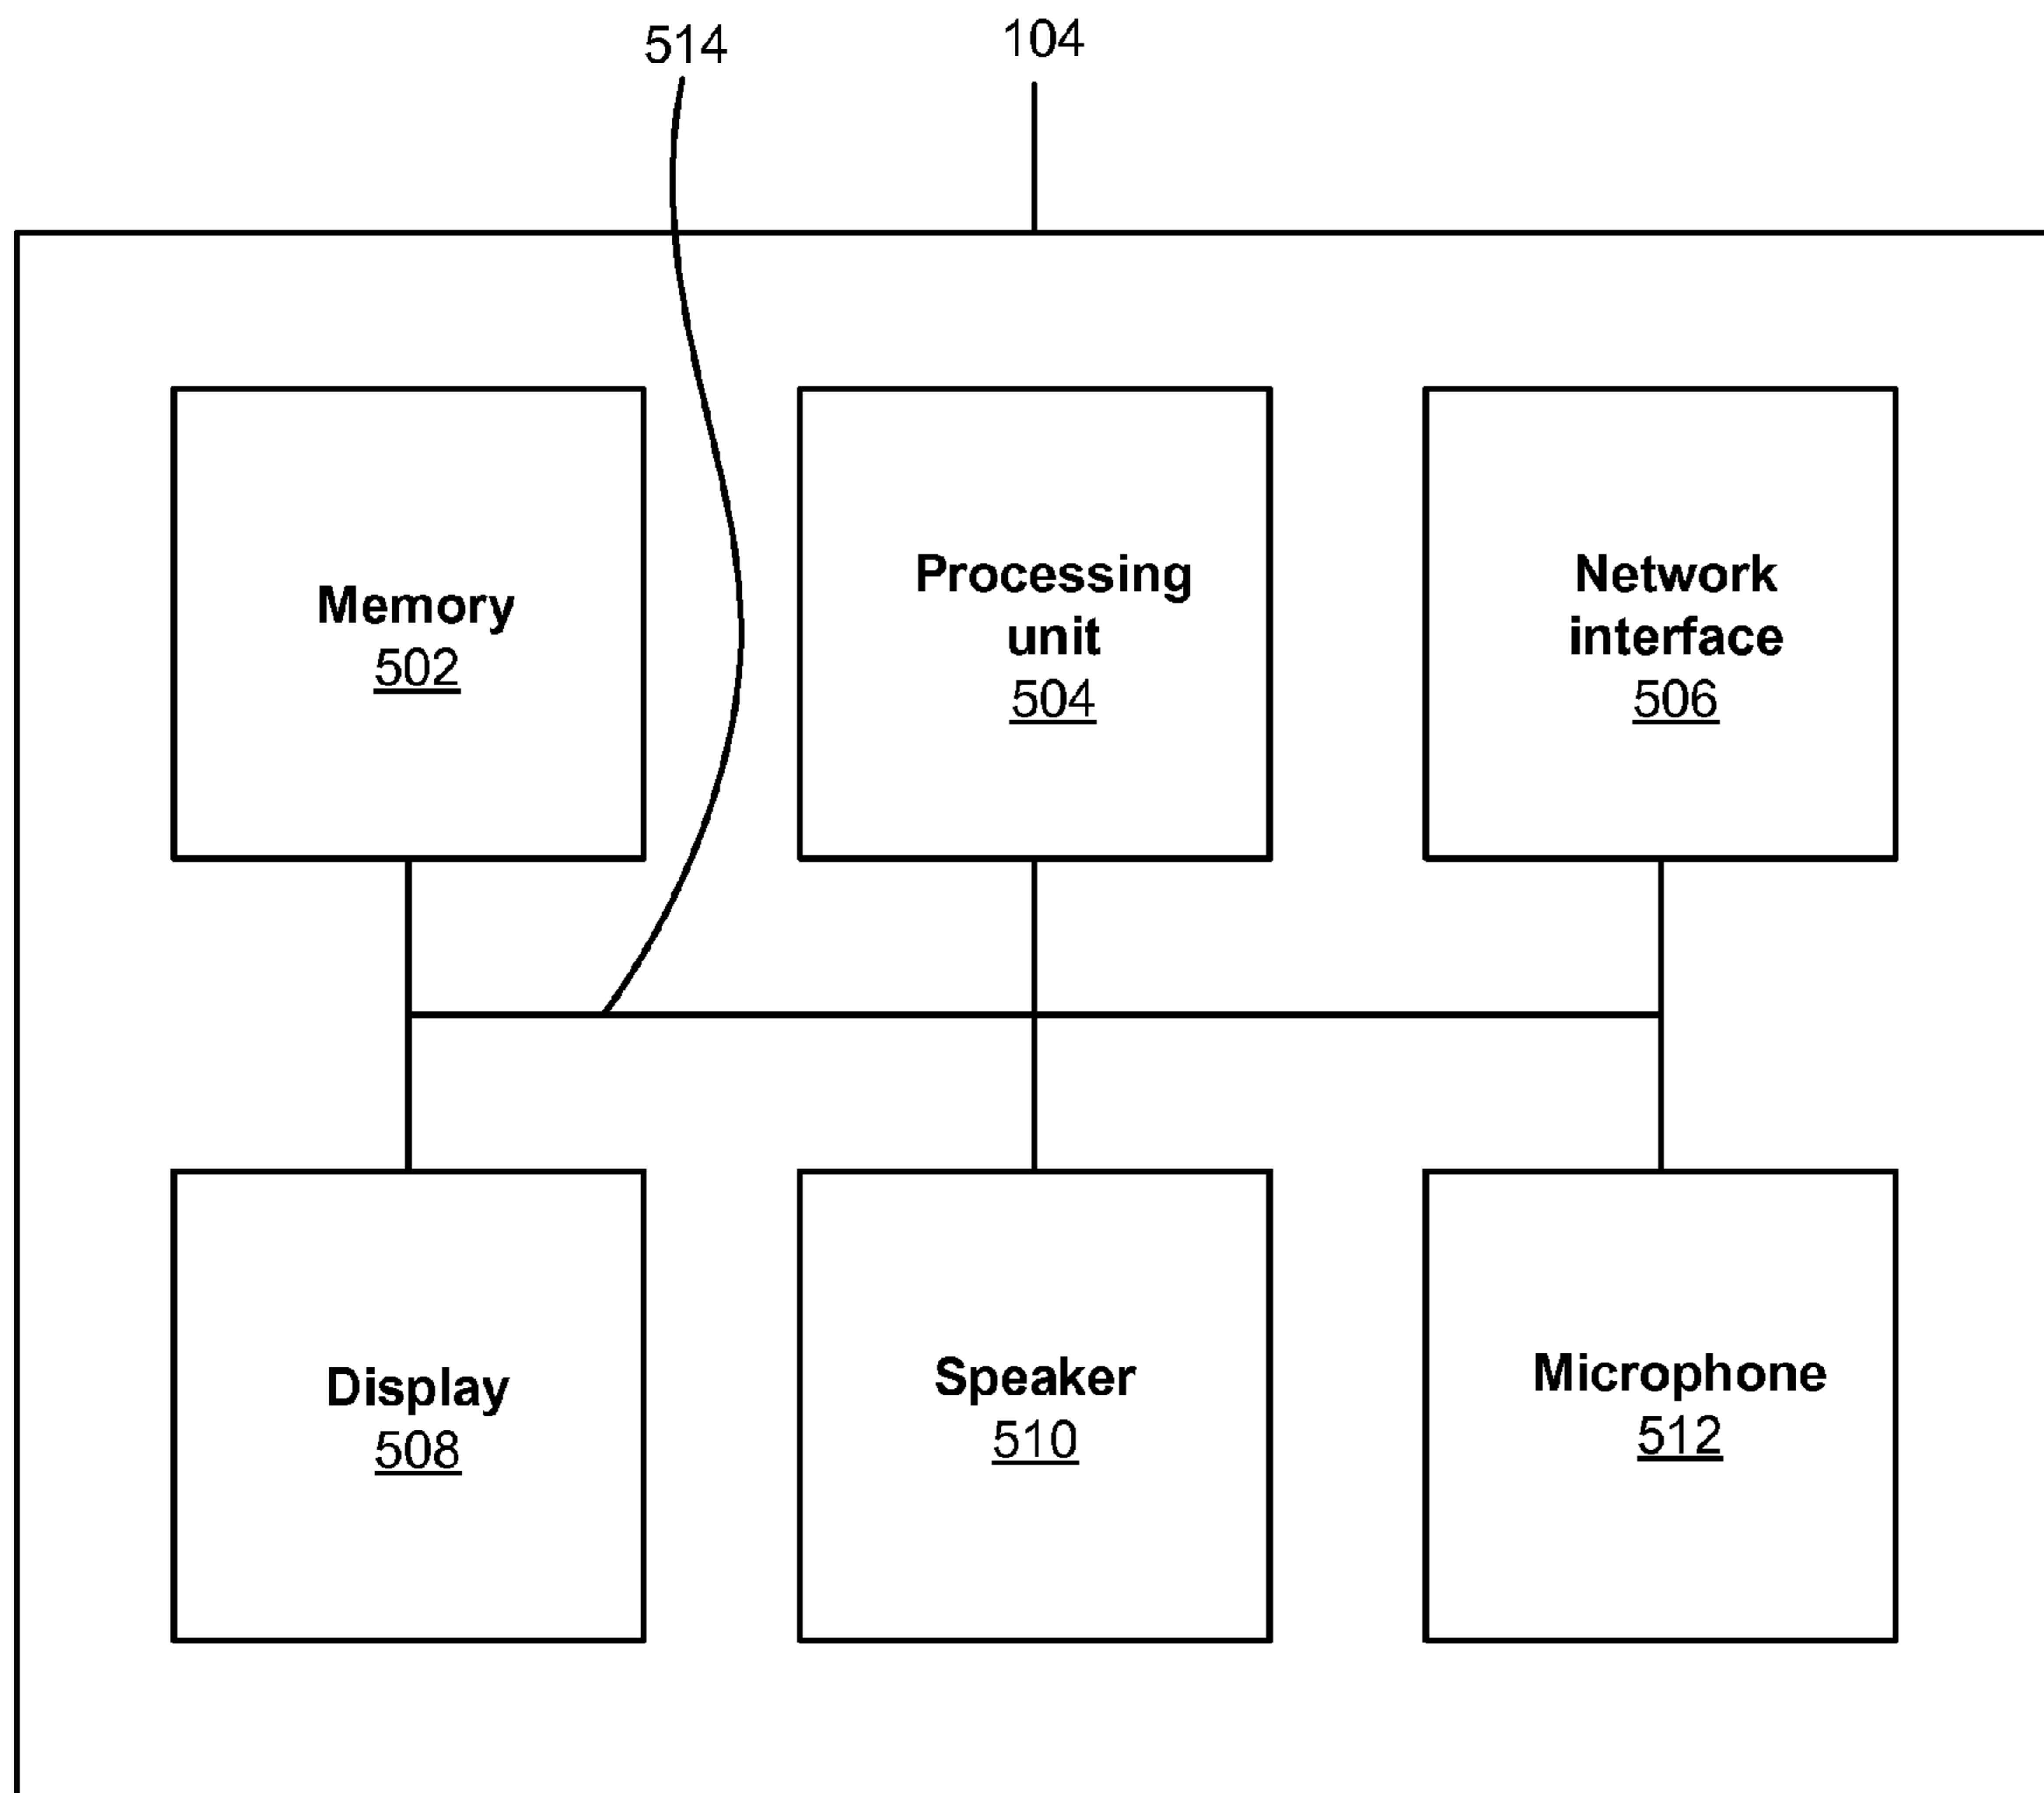 514
104
Memory
502
Processing
unit
504
Network
interface
506
Display
508
Speaker
510
Microphone
512